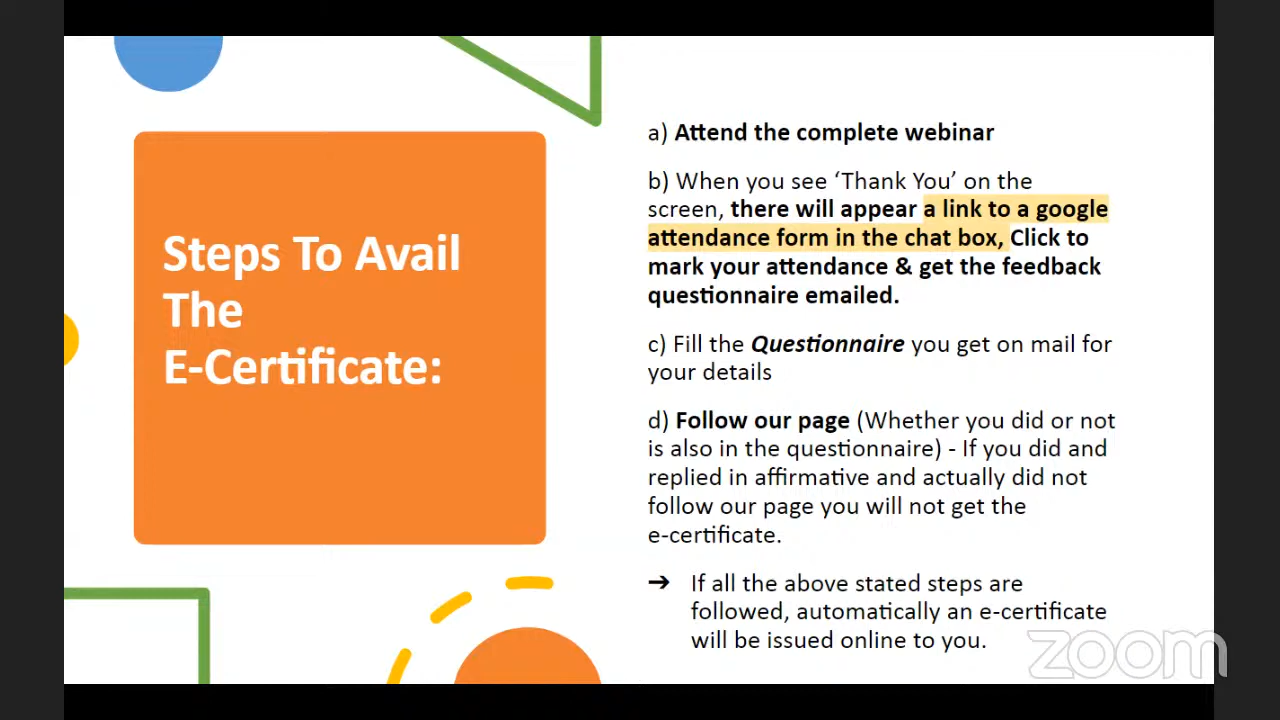 Steps To Avail
The
E-Certificate:
a) Attend the complete webinar
b) When you see ‘Thank You’ on the
screen, there will appear a link to a google
attendance form in the chat box, Click to
mark your attendance & get the feedback
questionnaire emailed.
c) Fill the Questionnaire you get on mail for
your details
d) Follow our page (Whether you did or not
is also in the questionnaire) - If you did and
replied in affirmative and actually did not
follow our page you will not get the
e-certificate.
➔ If all the above stated steps are
followed, automatically an e-certificate
will be issued online to you.
zoom